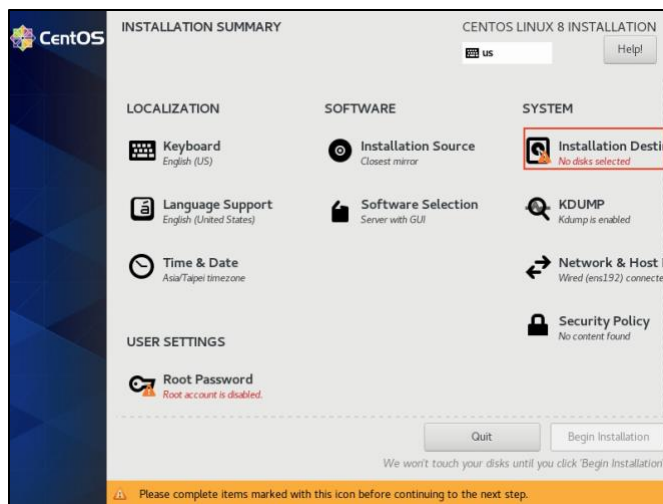 CentOS
INSTALLATION SUMMARY
CENTOS LINUX 8 INSTALLATION
us
Help!
LOCALIZATION
Keyboard
English (US)
Language Support
English (United States)
Time & Date
Asia/Taipei timezone
SOFTWARE
Installation Source
Closest mirror
Software Selection
Server with GUI
SYSTEM
Installation
No disks selected
KDUMP
Kdump is enabled
Network & Host
Wired (ens192)
Security Policy
No content found
USER SETTINGS
Root Password
Root account is disabled.
Quit
Begin Installation
We won't touch your disks until you click 'Begin Installation'
Please complete items marked with this icon before continuing to the next step.